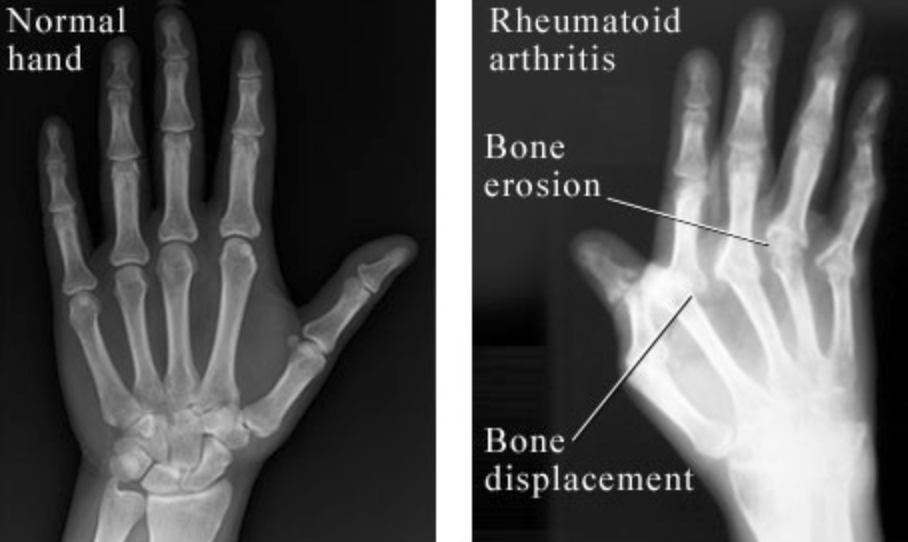 Normal
hand
Rheumatoid
arthritis
Bone
erosion
Bone
displacement